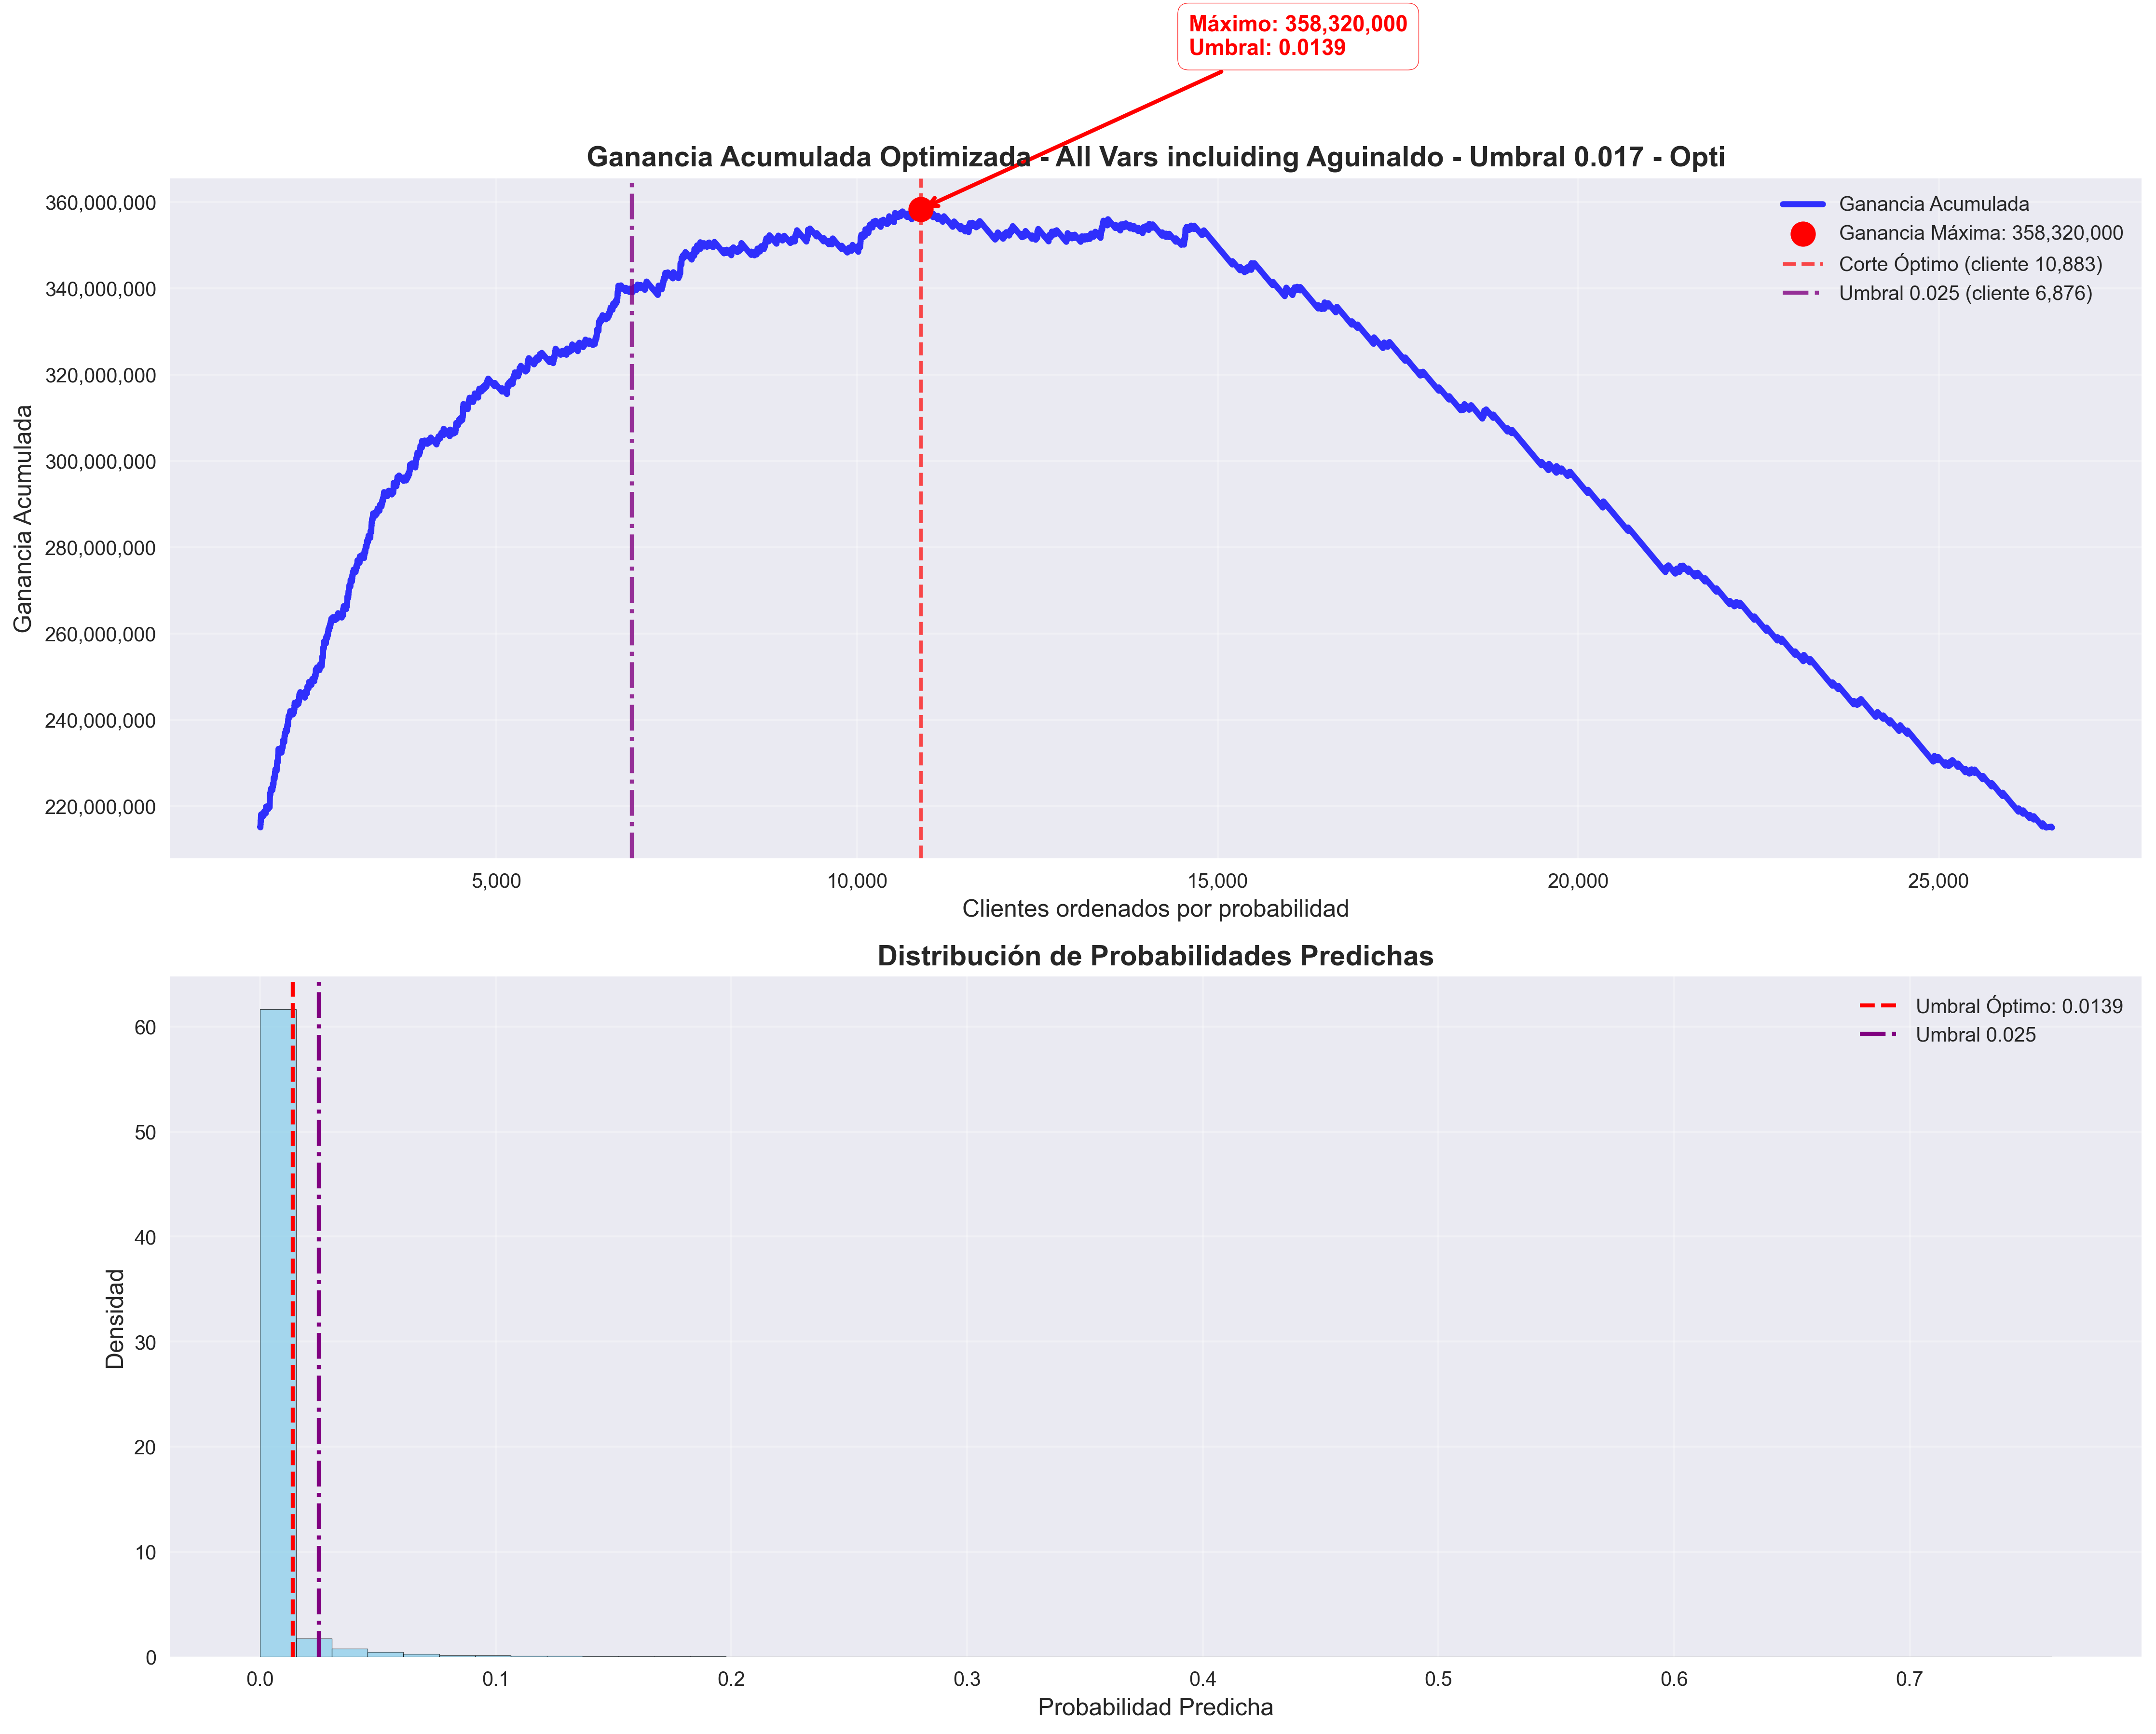 Máximo: 358,320,000
Umbral: 0.0139
Ganancia Acumulada Optimizada - All Vars incluiding Aguinaldo - Umbral 0.017 - Opti
Ganancia Acumulada
360,000,000
340,000,000
320,000,000
300,000,000
280,000,000
260,000,000
240,000,000
220,000,000
Ganancia Acumulada
Ganancia Máxima: 358,320,000
Corte Óptimo (cliente 10,883)
Umbral 0.025 (cliente 6,876)
5,000
10,000
15,000
20,000
25,000
Clientes ordenados por probabilidad
Distribución de Probabilidades Predichas
Densidad
60
50
40
30
20
10
0
Umbral Óptimo: 0.0139
Umbral 0.025
0.0
0.1
0.2
0.3
0.4
0.5
0.6
0.7
Probabilidad Predicha